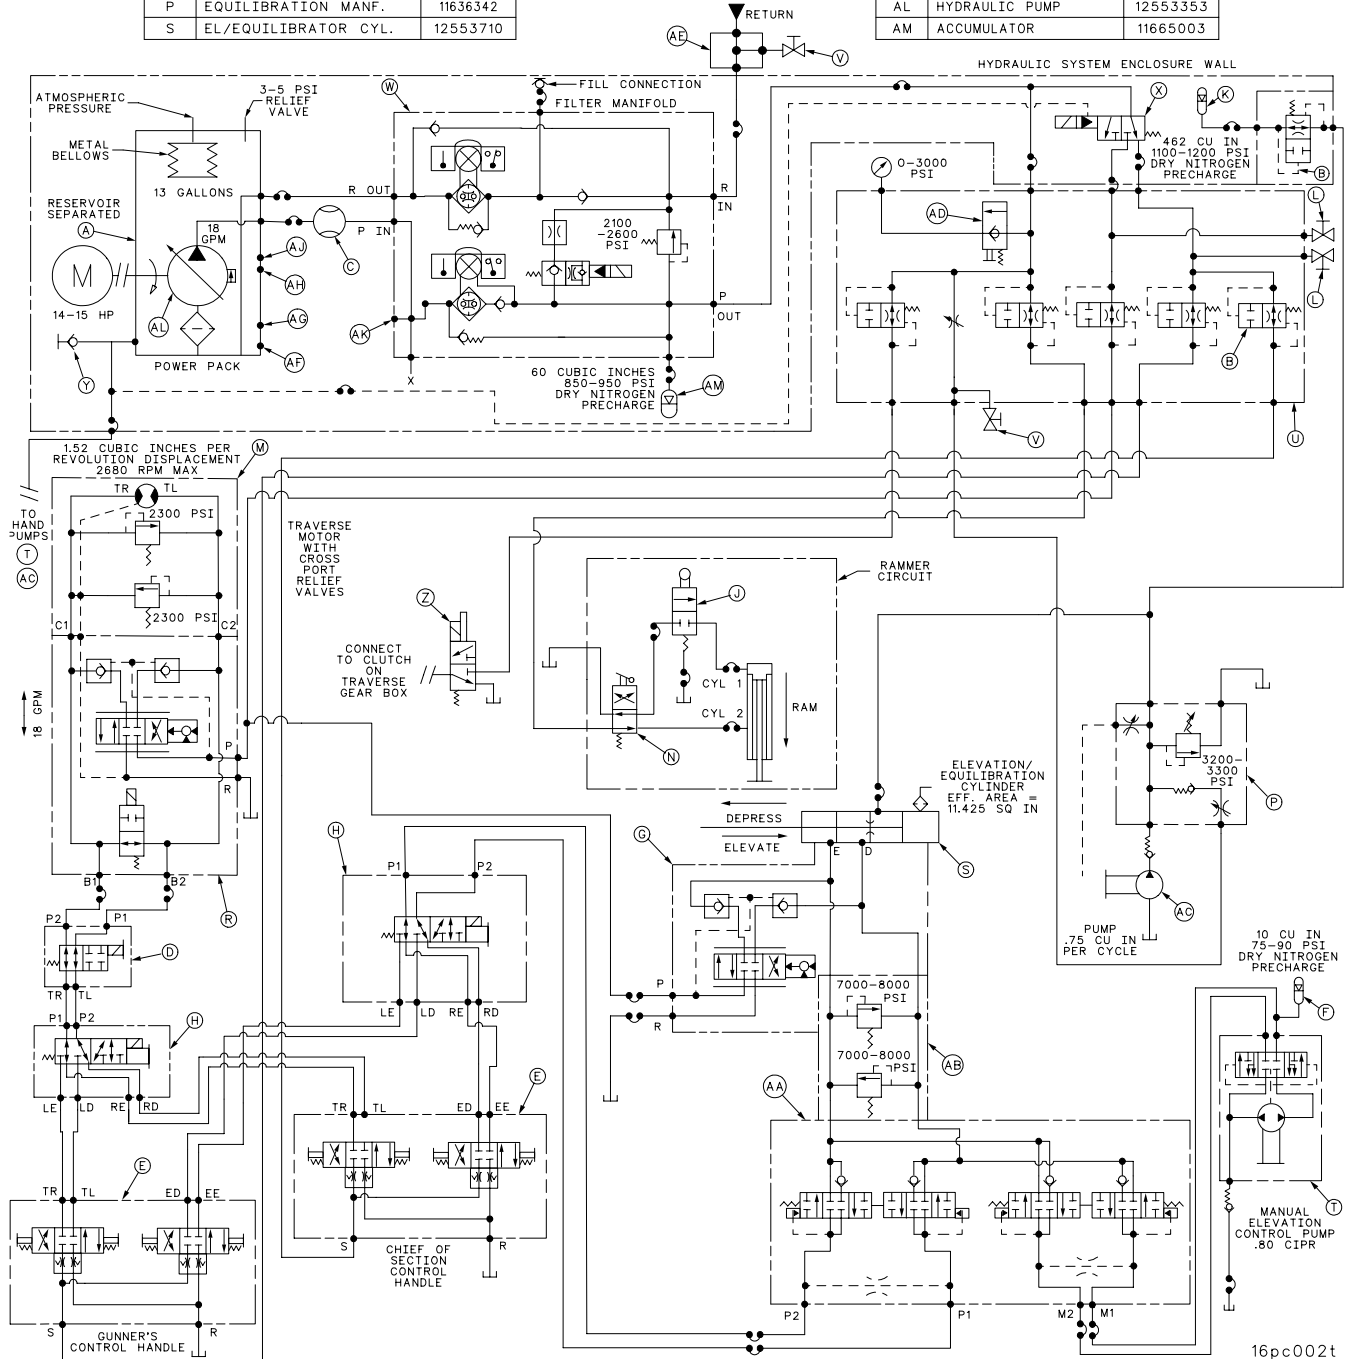 P EQUILIBRATION MANF. 11636342
S EL/EQUILIBRATOR CYL. 12553710
AL HYDRAULIC PUMP 12553353
AM ACCUMULATOR 11665003
RETURN
AE
V
HYDRAULIC SYSTEM ENCLOSURE WALL
ATMOSPHERIC
PRESSURE
3-5 PSI
RELIEF
VALVE
W
FILL CONNECTION
FILTER MANIFOLD
X
K
METAL
BELLOWS
13 GALLONS
462 CU IN
1100-1200 PSI
DRY NITROGEN
PRECHARGE
B
0-3000
PSI
RESERVOIR
SEPARATED
A
R OUT
R
IN
P IN
18
GPM
C
2100
-2600
PSI
AD
L
L
AJ
AH
AG
AF
M
14-15 HP
AL
AK
P
OUT
POWER PACK
Y
X
60 CUBIC INCHES
850-950 PSI
DRY NITROGEN
PRECHARGE
AM
B
V
U
1.52 CUBIC INCHES PER
REVOLUTION DISPLACEMENT
2680 RPM MAX
M
TR TL
2300 PSI
TO
HAND
PUMPS
T
AC
TRAVERSE
MOTOR
WITH
CROSS
PORT
RELIEF
VALVES
2300 PSI
C1 C2
RAMMER
CIRCUIT
J
Z
CONNECT
TO CLUTCH
ON
TRAVERSE
GEAR BOX
CYL 1
CYL 2
RAM
N
18 GPM
P
R
3200-
3300
PSI
P
ELEVATION/
EQUILIBRATION
CYLINDER
EFF. AREA =
11.425 SQ IN
DEPRESS
ELEVATE
E D
S
G
H
P1 P2
B1 B2
R
P2 P1
D
TR TL
P1 P2
H
LE LD RE RD
LE LD RE RD
AC
PUMP
.75 CU IN
PER CYCLE
10 CU IN
75-90 PSI
DRY NITROGEN
PRECHARGE
F
P
R
7000-8000
PSI
7000-8000
PSI
AB
AA
E
TR TL ED EE
S R
CHIEF OF
SECTION
CONTROL
HANDLE
E
TR TL ED EE
S R
GUNNER'S
CONTROL HANDLE
P2 P1 M2 M1
T
MANUAL
ELEVATION
CONTROL PUMP
.80 CIPR
16pc002t